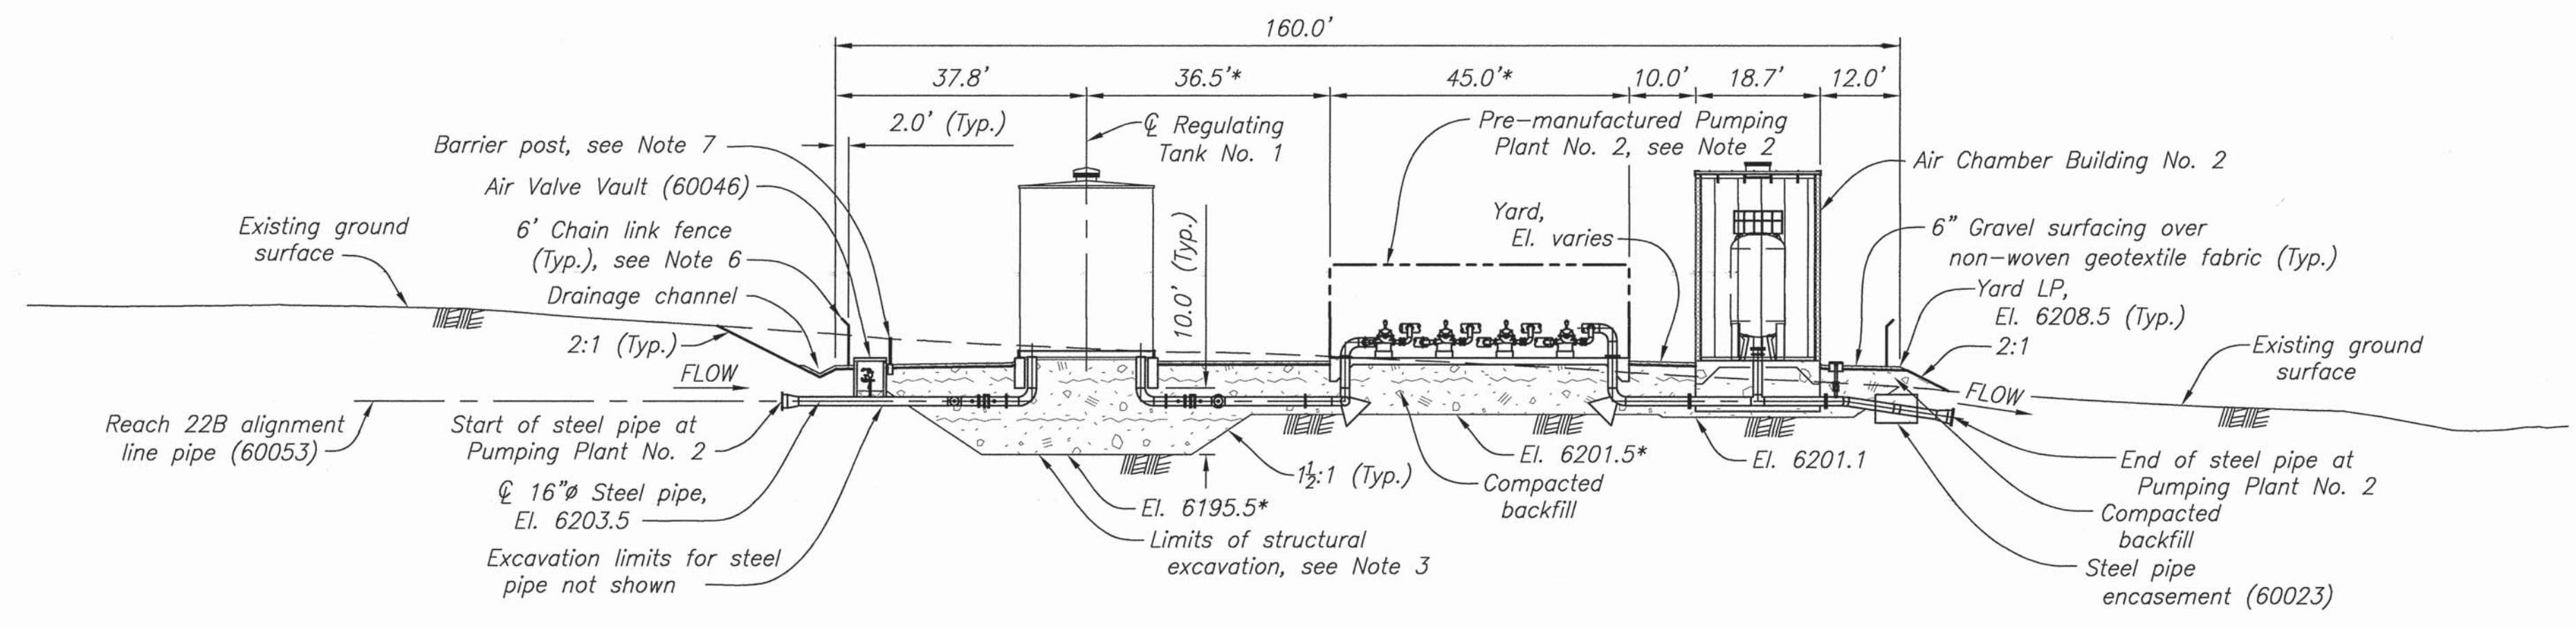 160.0'
37.8'
36.5'*
45.0'*
10.0'
18.7'
12.0'
2.0' (Typ.)
℄ Regulating
Tank No. 1
Pre-manufactured Pumping
Plant No. 2, see Note 2
Barrier post, see Note 7
Air Valve Vault (60046)
Air Chamber Building No. 2
Existing ground
surface
6' Chain link fence
(Typ.), see Note 6
Drainage channel
2:1 (Typ.)
10.0' (Typ.)
Yard,
El. varies
6" Gravel surfacing over
non-woven geotextile fabric (Typ.)
Yard LP,
El. 6208.5 (Typ.)
2:1
Existing ground
surface
FLOW
FLOW
Reach 22B alignment
line pipe (60053)
Start of steel pipe at
Pumping Plant No. 2
℄ 16"ø Steel pipe,
El. 6203.5
Excavation limits for steel
pipe not shown
El. 6195.5*
Limits of structural
excavation, see Note 3
1½:1 (Typ.)
El. 6201.5*
Compacted
backfill
El. 6201.1
End of steel pipe at
Pumping Plant No. 2
Compacted
backfill
Steel pipe
encasement (60023)